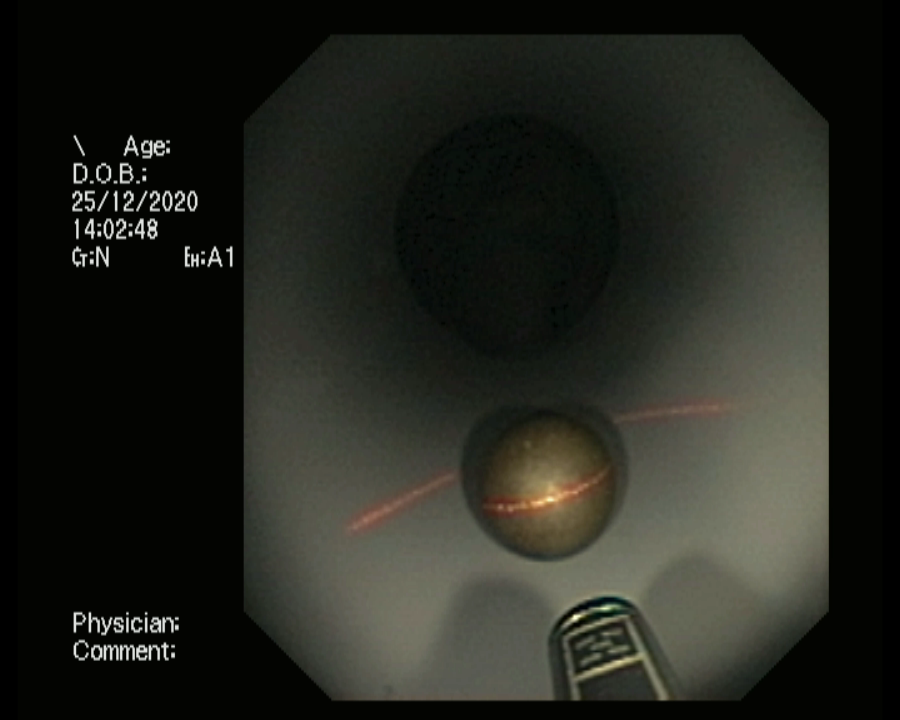 \ Age:
D.O.B.:
25/12/2020
14:02:48
Cr:N EH:A1
Physician:
Comment: